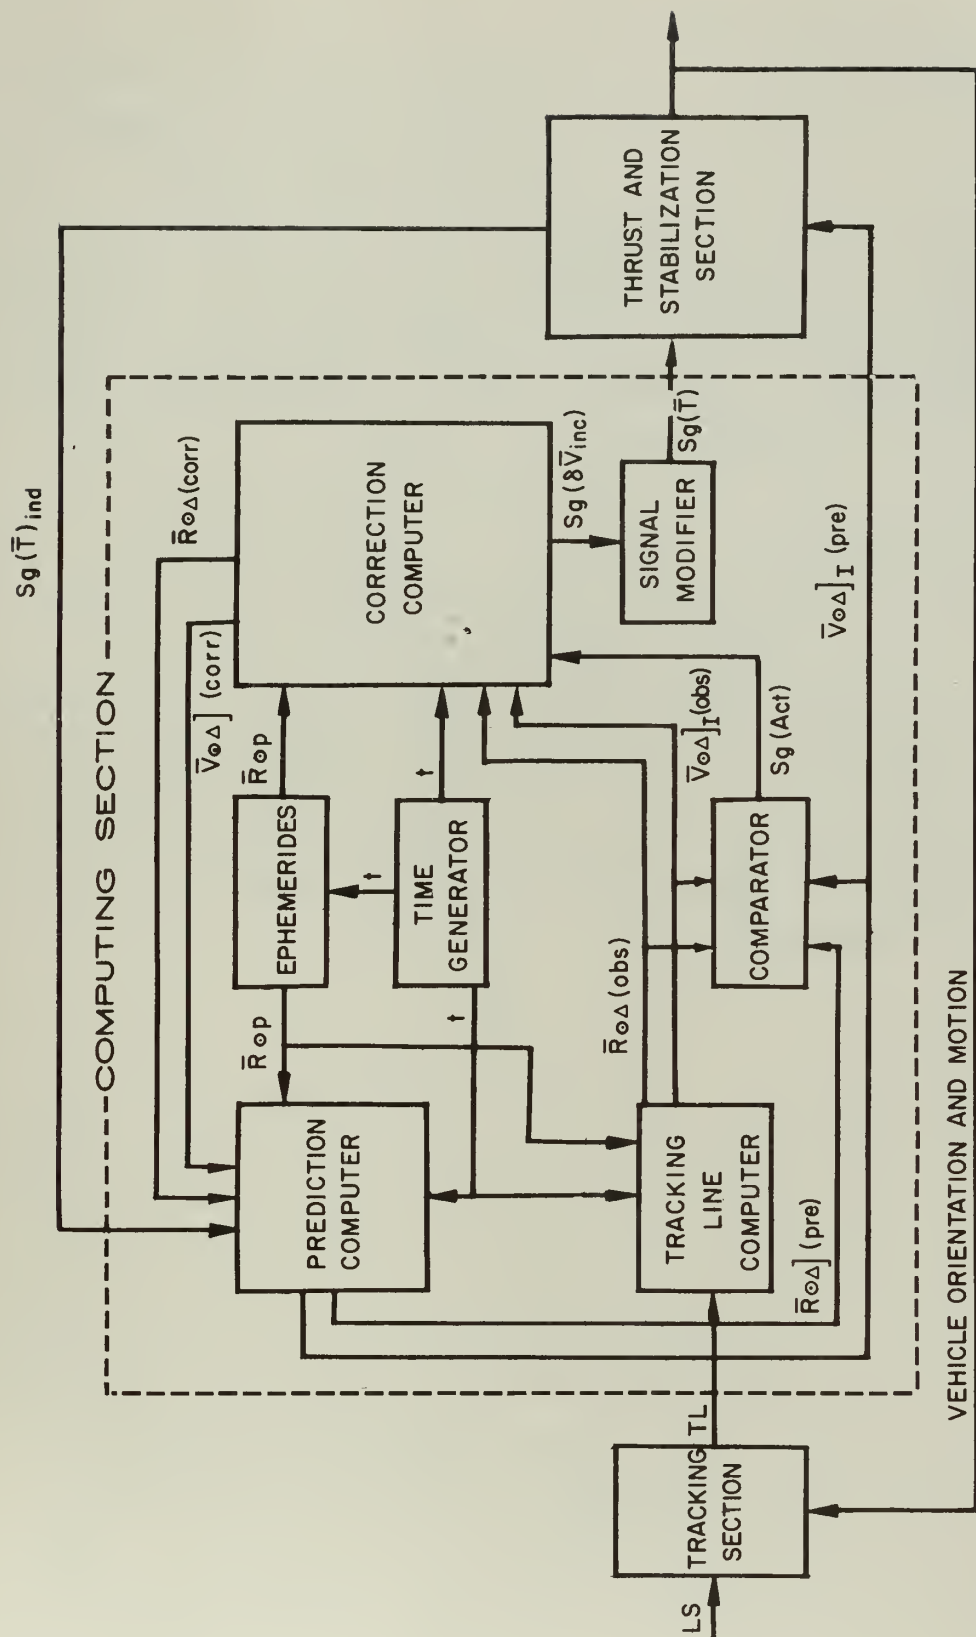 Sg(T̄)ind
COMPUTING SECTION
R̄⊙Δ(corr)
V̄⊙Δ] (corr)
PREDICTION
COMPUTER
R̄⊙p
EPHEMERIDES
R̄⊙p
CORRECTION
COMPUTER
t
t
TIME
GENERATOR
t
Sg(δV̄inc)
SIGNAL
MODIFIER
Sg(T̄)
THRUST AND
STABILIZATION
SECTION
LS
TRACKING
SECTION
TL
TRACKING
LINE
COMPUTER
R̄⊙Δ(obs)
V̄⊙Δ]I(obs)
COMPARATOR
Sg(Act)
R̄⊙Δ] (pre)
V̄⊙Δ]I (pre)
VEHICLE ORIENTATION AND MOTION